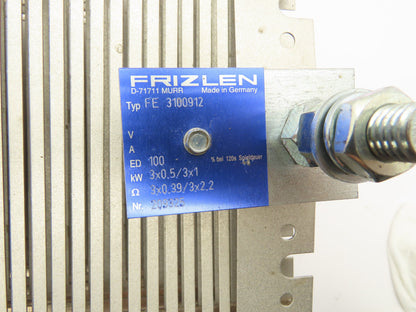 FRIZLEN
D-71711 MURR Made in Germany
Typ FE 3100912
V
A
ED 100 % bei 120s Spieldauer
kW 3x0,5/3x1
Ω 3x0,39/3x2,2
Nr.